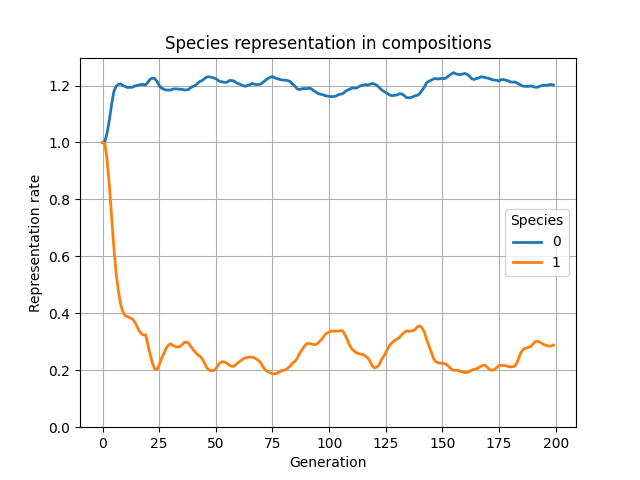 Species representation in compositions
Representation rate
1.2
1.0
0.8
0.6
0.4
0.2
0.0
Species
0
1
0 25 50 75 100 125 150 175 200
Generation